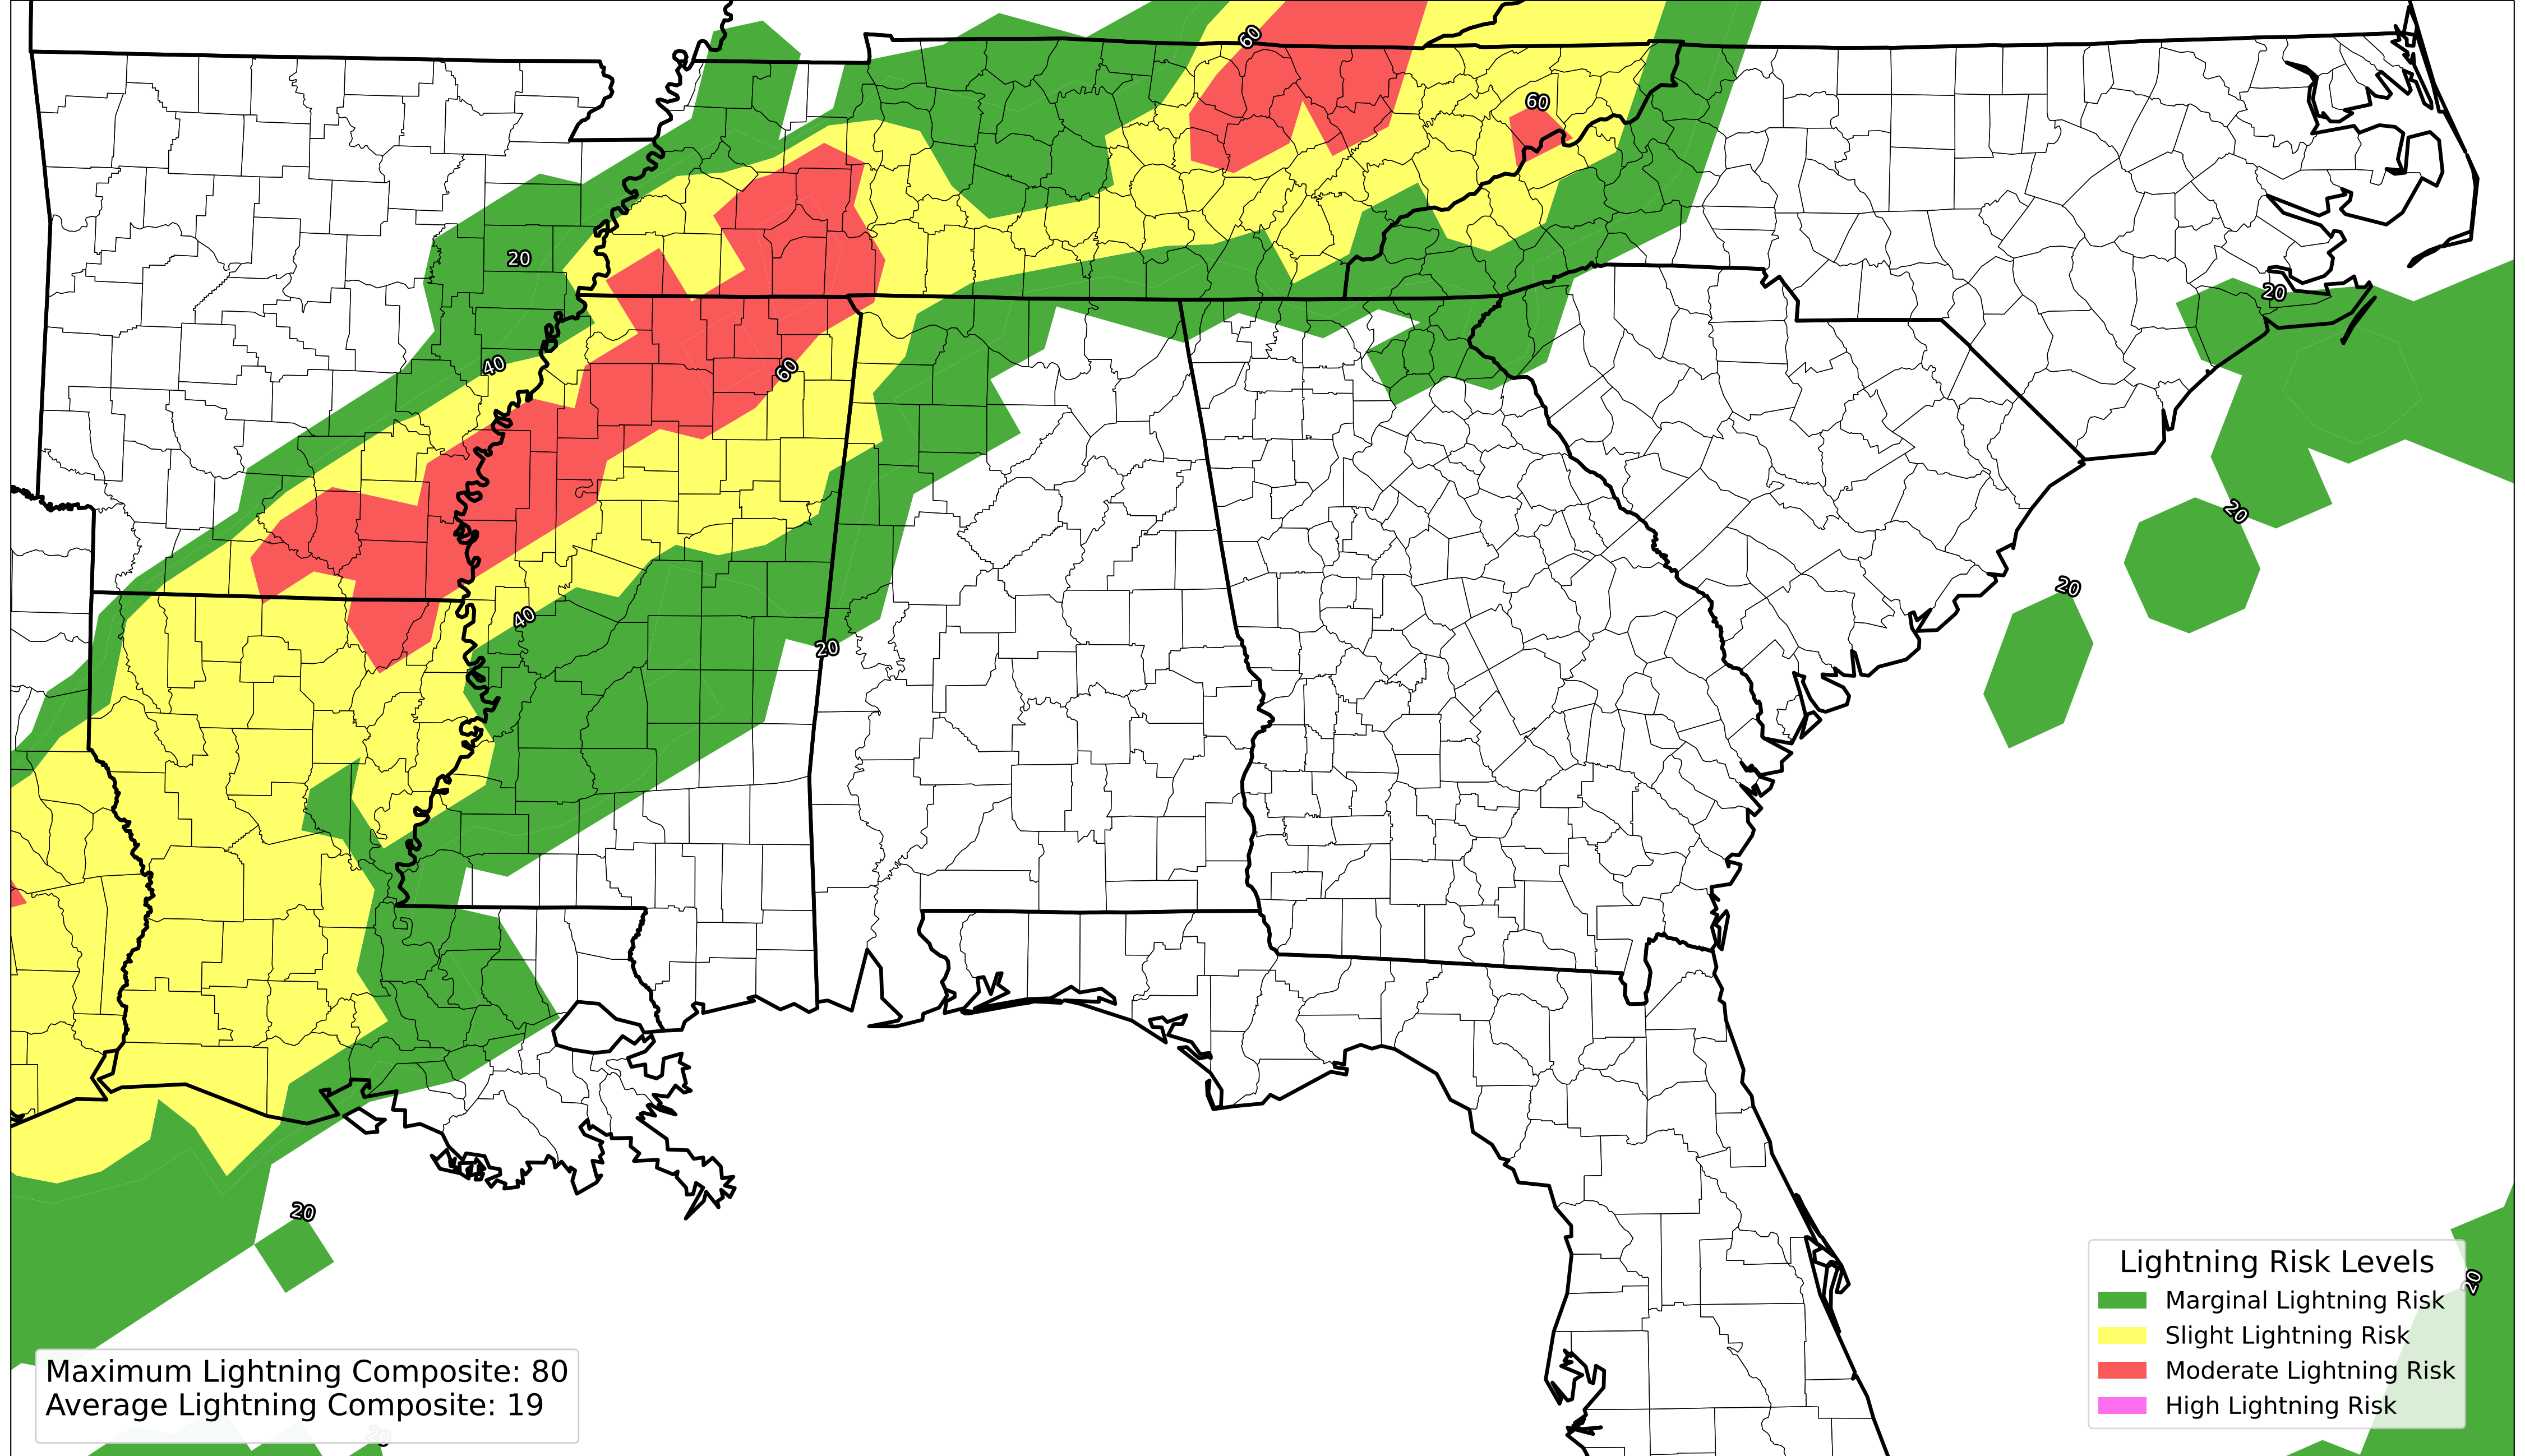 60
60
20
20
40
60
20
20
40
20
20
20
20
Lightning Risk Levels
Marginal Lightning Risk
Slight Lightning Risk
Moderate Lightning Risk
High Lightning Risk
Maximum Lightning Composite: 80
Average Lightning Composite: 19
20